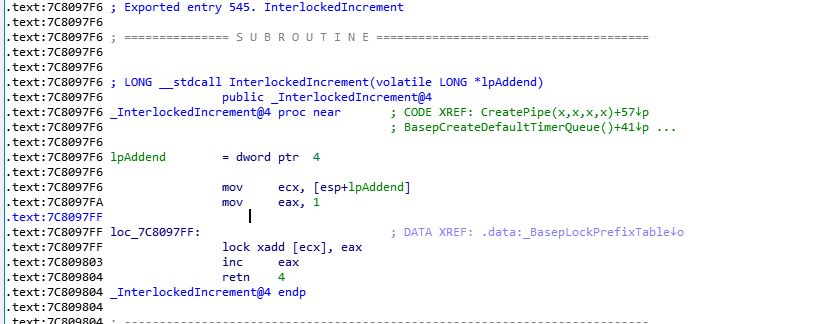 .text:7C8097F6 ; Exported entry 545. InterlockedIncrement
.text:7C8097F6
.text:7C8097F6 ; =============== S U B R O U T I N E =======================================
.text:7C8097F6
.text:7C8097F6
.text:7C8097F6 ; LONG __stdcall InterlockedIncrement(volatile LONG *lpAddend)
.text:7C8097F6 public _InterlockedIncrement@4
.text:7C8097F6 _InterlockedIncrement@4 proc near ; CODE XREF: CreatePipe(x,x,x,x)+57↓p
.text:7C8097F6 ; BasepCreateDefaultTimerQueue()+41↓p ...
.text:7C8097F6
.text:7C8097F6 lpAddend = dword ptr 4
.text:7C8097F6
.text:7C8097F6 mov ecx, [esp+lpAddend]
.text:7C8097FA mov eax, 1
.text:7C8097FF
.text:7C8097FF loc_7C8097FF: ; DATA XREF: .data:_BasepLockPrefixTable↓o
.text:7C8097FF lock xadd [ecx], eax
.text:7C809803 inc eax
.text:7C809804 retn 4
.text:7C809804 _InterlockedIncrement@4 endp
.text:7C809804
.text:7C809804 ; ---------------------------------------------------------------------------